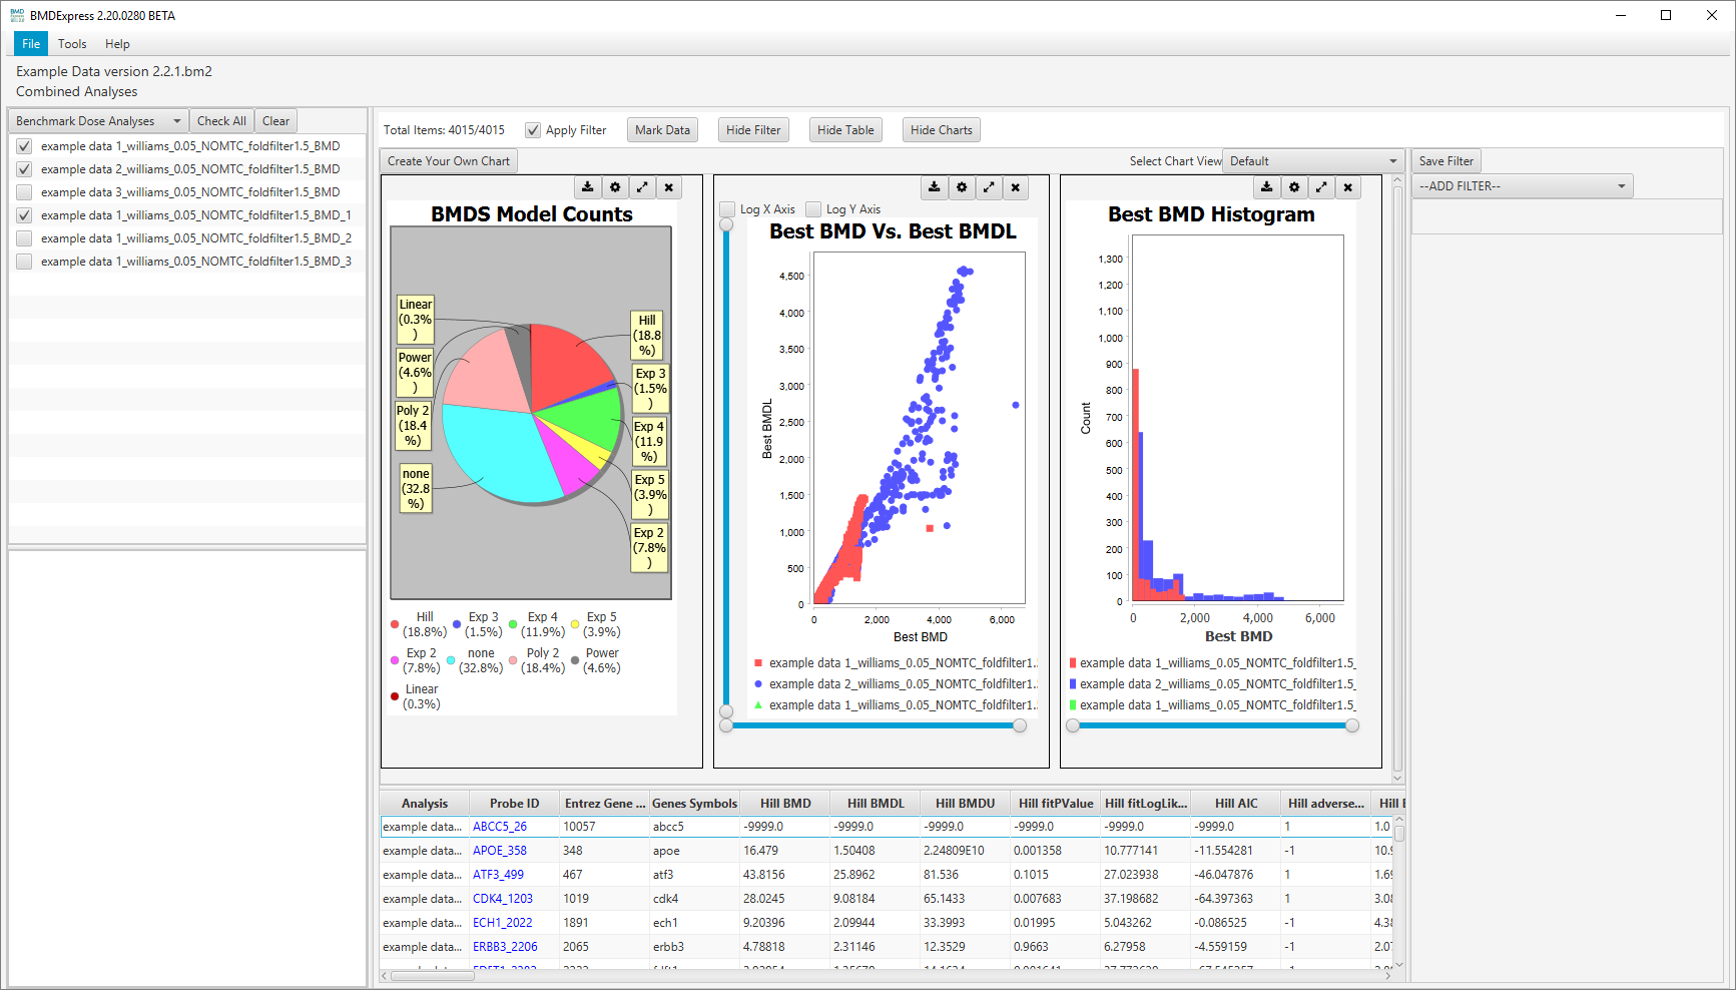 BMDExpress 2.20.0280 BETA
File Tools Help
Example Data version 2.2.1.bm2
Combined Analyses
Benchmark Dose Analyses Check All Clear
example data 1_williams_0.05_NOMTC_foldfilter1.5_BMD
example data 2_williams_0.05_NOMTC_foldfilter1.5_BMD
example data 3_williams_0.05_NOMTC_foldfilter1.5_BMD
example data 1_williams_0.05_NOMTC_foldfilter1.5_BMD_1
example data 1_williams_0.05_NOMTC_foldfilter1.5_BMD_2
example data 1_williams_0.05_NOMTC_foldfilter1.5_BMD_3
Total Items: 4015/4015 Apply Filter Mark Data Hide Filter Hide Table Hide Charts
Create Your Own Chart Select Chart View Default
Save Filter
--ADD FILTER--
BMDS Model Counts
Linear
(0.3%
)
Power
(4.6%
)
Poly 2
(18.4
%)
none
(32.8
%)
Hill
(18.8
%)
Exp 3
(1.5%
)
Exp 4
(11.9
%)
Exp 5
(3.9%
)
Exp 2
(7.8%
)
Hill Exp 3 Exp 4 Exp 5
(18.8%) (1.5%) (11.9%) (3.9%)
Exp 2 none Poly 2 Power
(7.8%) (32.8%) (18.4%) (4.6%)
Linear
(0.3%)
Log X Axis Log Y Axis
Best BMD Vs. Best BMDL
4,500
4,000
3,500
3,000
2,500
2,000
1,500
1,000
500
0
Best BMDL
0 2,000 4,000 6,000
Best BMD
example data 1_williams_0.05_NOMTC_foldfilter1.
example data 2_williams_0.05_NOMTC_foldfilter1.
example data 1_williams_0.05_NOMTC_foldfilter1.
Best BMD Histogram
1,300
1,200
1,100
1,000
900
800
700
600
500
400
300
200
100
0
Count
0 2,000 4,000 6,000
Best BMD
example data 1_williams_0.05_NOMTC_foldfilter1.5_
example data 2_williams_0.05_NOMTC_foldfilter1.5_
example data 1_williams_0.05_NOMTC_foldfilter1.5_
Analysis Probe ID Entrez Gene ... Genes Symbols Hill BMD Hill BMDL Hill BMDU Hill fitPValue Hill fitLogLik... Hill AIC Hill adverse... Hill
example data... ABCC5_26 10057 abcc5 -9999.0 -9999.0 -9999.0 -9999.0 -9999.0 -9999.0 1 1.0
example data... APOE_358 348 apoe 16.479 1.50408 2.24809E10 0.001358 10.777141 -11.554281 -1 10.9
example data... ATF3_499 467 atf3 43.8156 25.8962 81.536 0.1015 27.023938 -46.047876 1 1.6
example data... CDK4_1203 1019 cdk4 28.0245 9.08184 65.1433 0.007683 37.198682 -64.397363 1 3.0
example data... ECH1_2022 1891 ech1 9.20396 2.09944 33.3993 0.01995 5.043262 -0.086525 -1 4.3
example data... ERBB3_2206 2065 erbb3 4.78818 2.31146 12.3529 0.9663 6.27958 -4.559159 -1 2.0